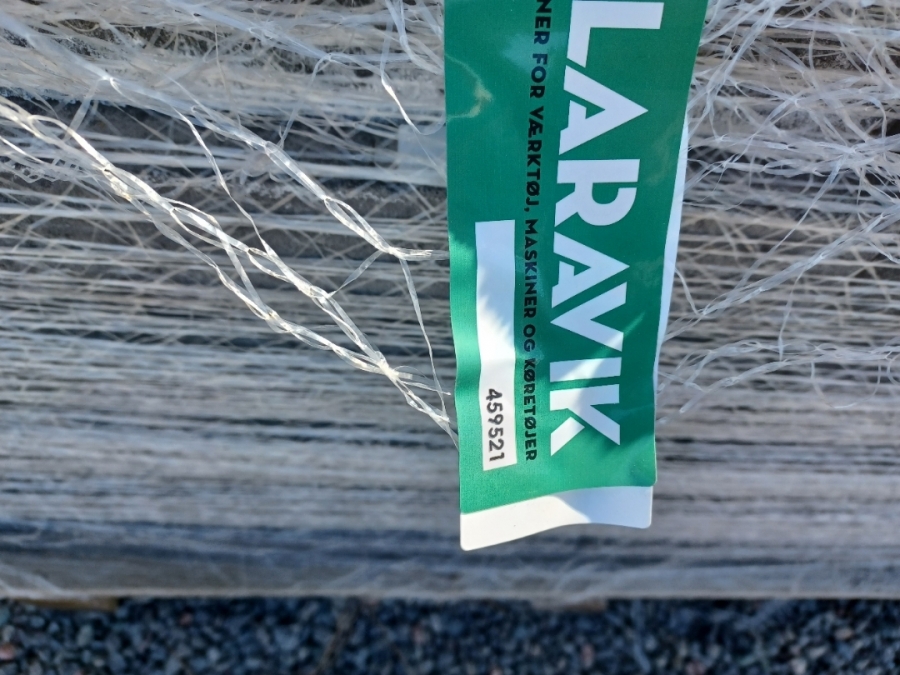 LARAVIK
NER FOR VÆRKTØJ, MASKINER OG KØRETØJER
459521